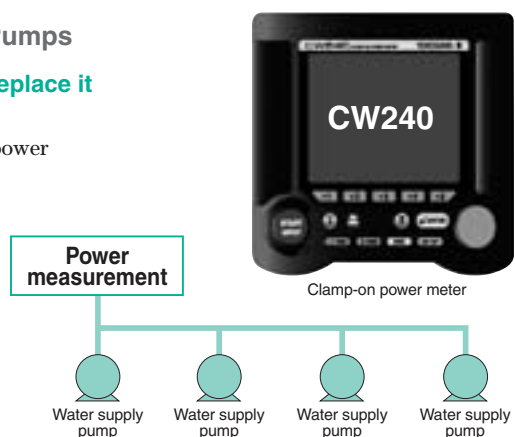 umps
eplace it
ower
CW240
Clamp-on power meter
Power
measurement
Water supply
pump
Water supply
pump
Water supply
pump
Water supply
pump